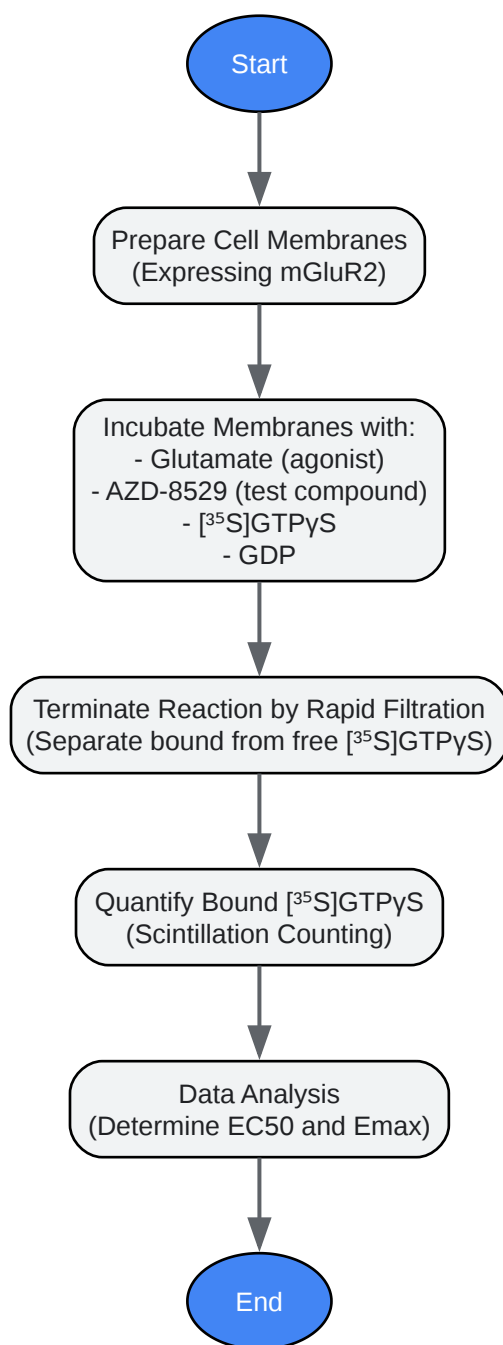 Start
Prepare Cell Membranes
(Expressing mGluR2)
Incubate Membranes with:
- Glutamate (agonist)
- AZD-8529 (test compound)
- [³⁵S]GTPγS
- GDP
Terminate Reaction by Rapid Filtration
(Separate bound from free [³⁵S]GTPγS)
Quantify Bound [³⁵S]GTPγS
(Scintillation Counting)
Data Analysis
(Determine EC50 and Emax)
End